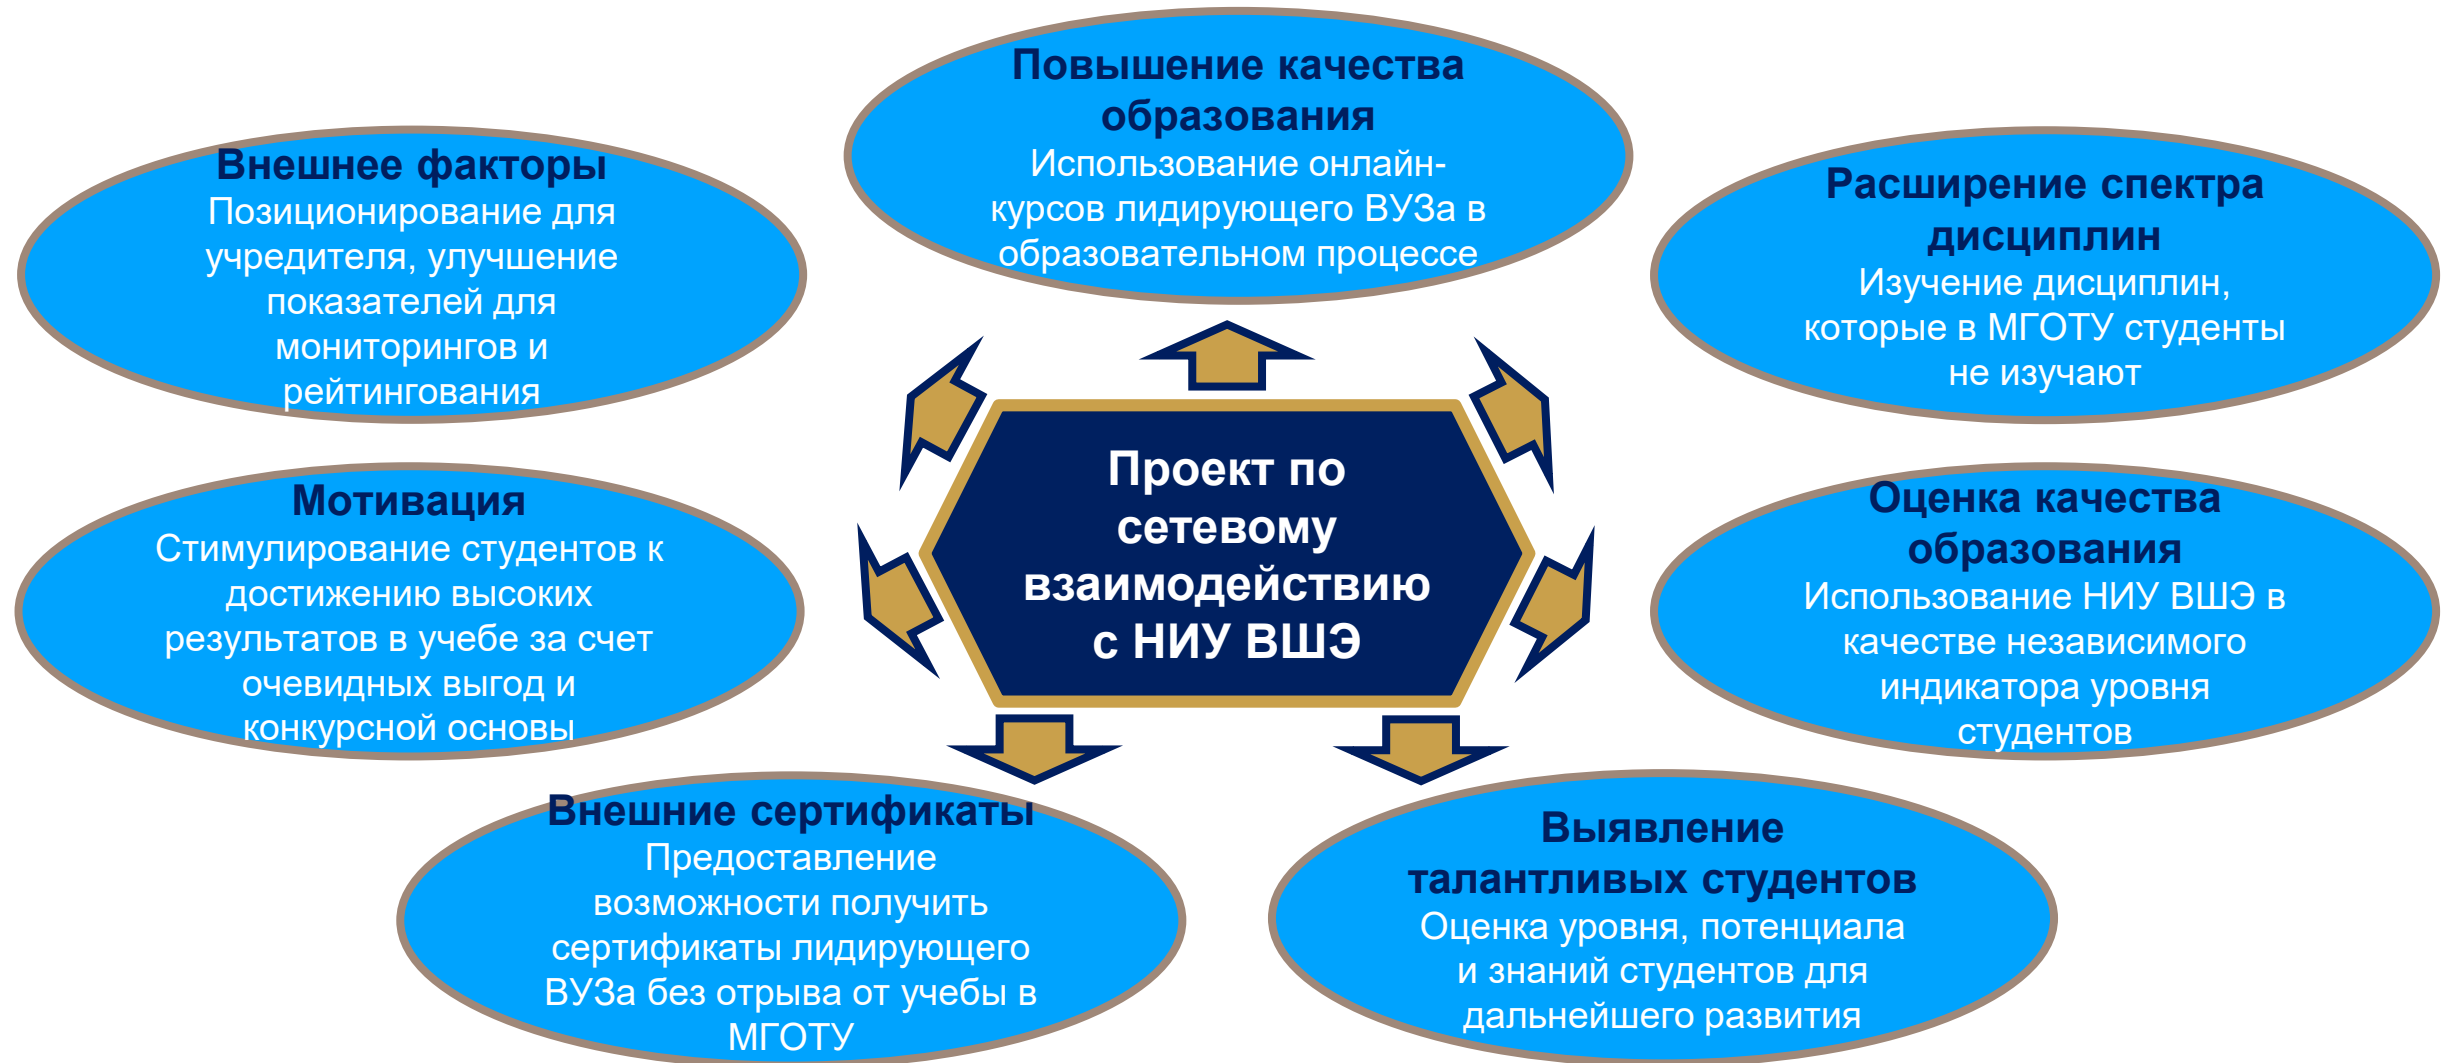 Повышение качества
образования
Использование онлайн-
курсов лидирующего ВУЗа в
образовательном процессе
Внешнее факторы
Позиционирование для
учредителя, улучшение
показателей для
мониторингов и
рейтингования
Расширение спектра
дисциплин
Изучение дисциплин,
которые в МГОТУ студенты
не изучают
Проект по
сетевому
взаимодействию
с НИУ ВШЭ
Мотивация
Стимулирование студентов к
достижению высоких
результатов в учебе за счет
очевидных выгод и
конкурсной основы
Оценка качества
образования
Использование НИУ ВШЭ в
качестве независимого
индикатора уровня
студентов
Внешние сертификаты
Предоставление
возможности получить
сертификаты лидирующего
ВУЗа без отрыва от учебы в
МГОТУ
Выявление
талантливых студентов
Оценка уровня, потенциала
и знаний студентов для
дальнейшего развития